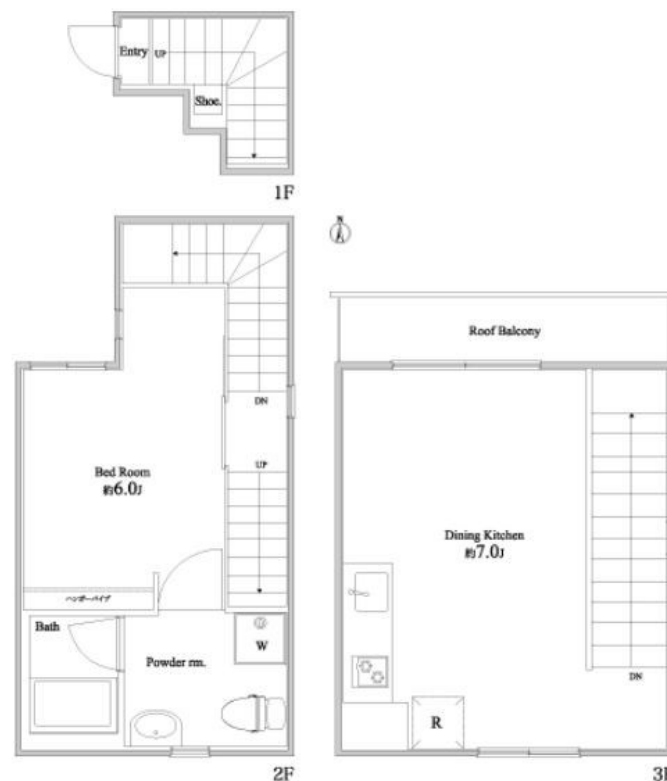 Entry
UP
Shoe.
1F
N
Roof Balcony
DN
UP
Bed Room
約6.0J
ハンガーパイプ
Bath
Powder rm.
W
2F
Dining Kitchen
約7.0J
DN
R
3F